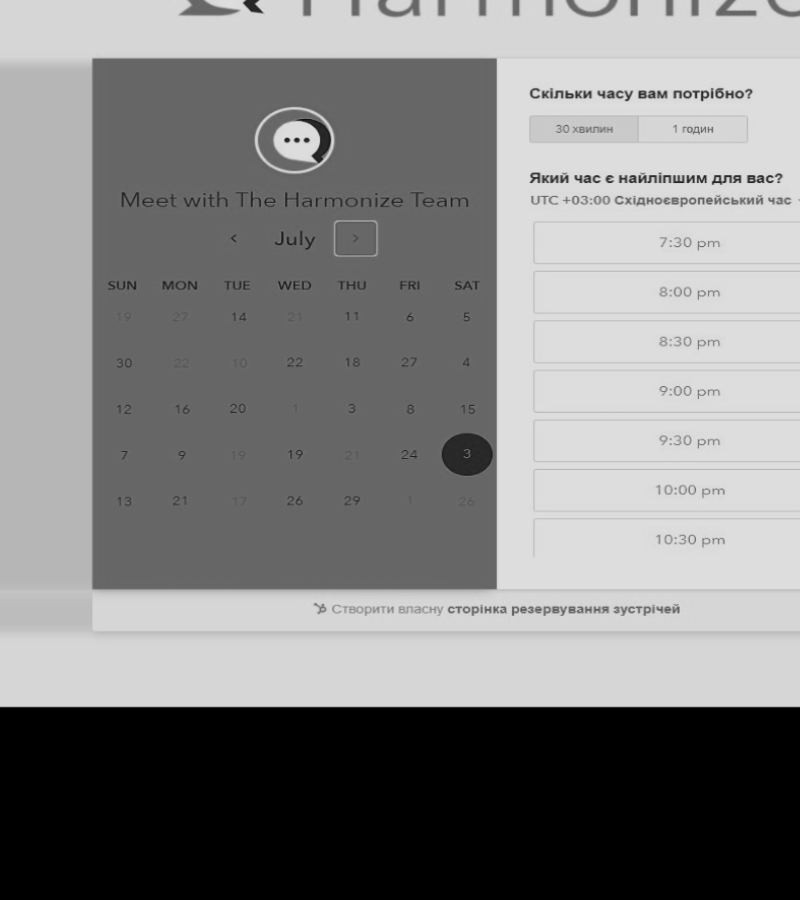 Harmonize
Meet with The Harmonize Team
‹ July ›
SUN MON TUE WED THU FRI SAT
19 27 14 21 11 6 5
30 22 10 22 18 27 4
12 16 20 1 3 8 15
7 9 19 19 21 24 3
13 21 17 26 29 1 26
Скільки часу вам потрібно?
30 хвилин 1 годин
Який час є найліпшим для вас?
UTC +03:00 Східноєвропейський час
7:30 pm
8:00 pm
8:30 pm
9:00 pm
9:30 pm
10:00 pm
10:30 pm
Створити власну сторінка резервування зустрічей